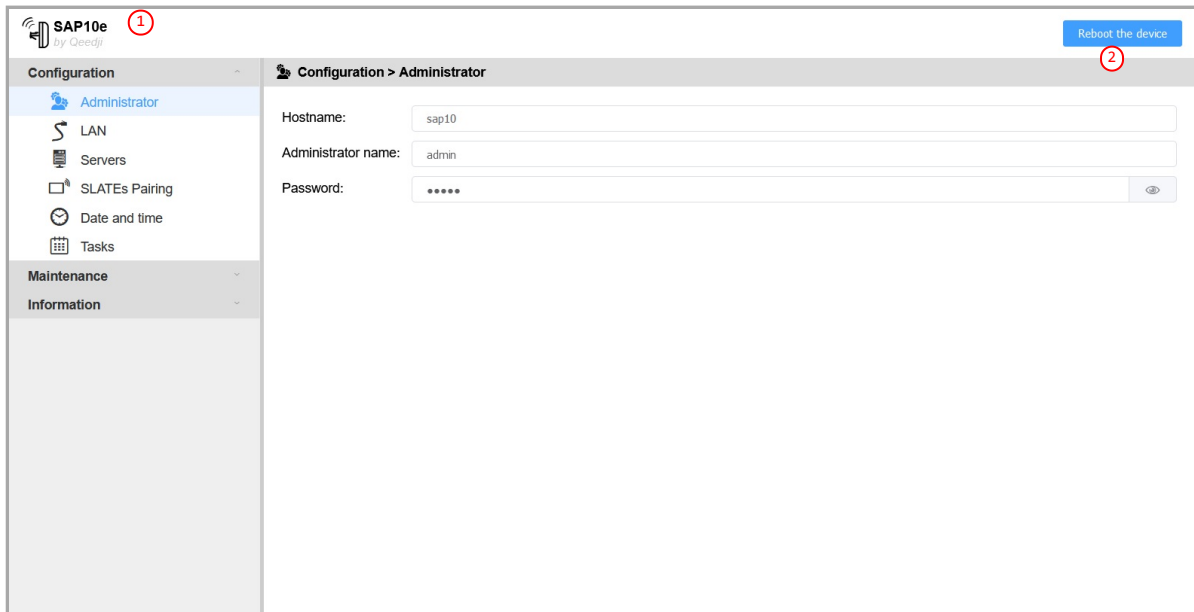 SAP10e
by Qeedji
1
Reboot the device
2
Configuration
Administrator
LAN
Servers
SLATEs Pairing
Date and time
Tasks
Maintenance
Information
Configuration > Administrator
Hostname: sap10
Administrator name: admin
Password: •••••